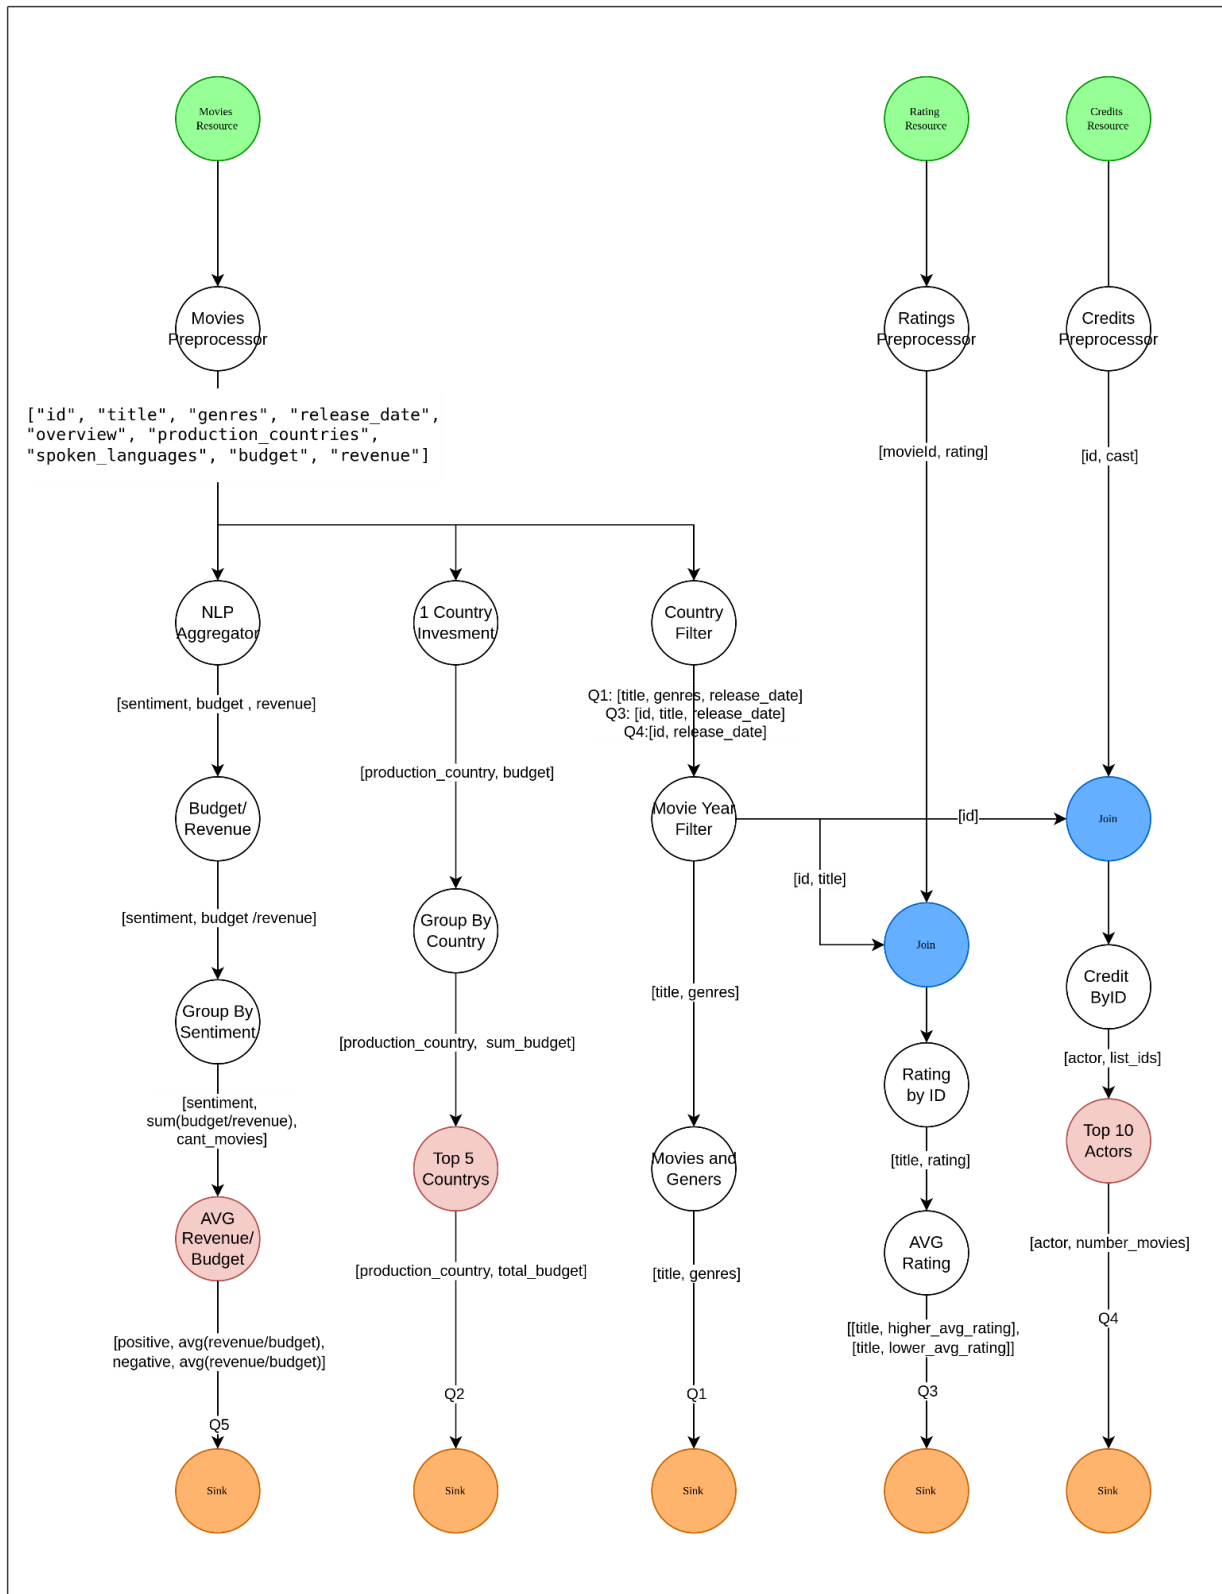 Movies
Resource
Rating
Resource
Credits
Resource
Movies
Preprocessor
Ratings
Preprocessor
Credits
Preprocessor
["id", "title", "genres", "release_date",
"overview", "production_countries",
"spoken_languages", "budget", "revenue"]
[movieId, rating]
[id, cast]
NLP
Aggregator
1 Country
Invesment
Country
Filter
[sentiment, budget , revenue]
Q1: [title, genres, release_date]
Q3: [id, title, release_date]
Q4:[id, release_date]
[production_country, budget]
Budget/
Revenue
Movie Year
Filter
[id]
Join
[id, title]
[sentiment, budget /revenue]
Group By
Country
Join
Group By
Sentiment
[title, genres]
Credit
ByID
[production_country,  sum_budget]
[actor, list_ids]
Rating
by ID
[sentiment,
sum(budget/revenue),
cant_movies]
Top 5
Countrys
Movies and
Geners
[title, rating]
Top 10
Actors
AVG
Revenue/
Budget
AVG
Rating
[actor, number_movies]
[production_country, total_budget]
[title, genres]
[positive, avg(revenue/budget),
negative, avg(revenue/budget)]
[[title, higher_avg_rating],
[title, lower_avg_rating]]
Q4
Q5
Q2
Q1
Q3
Sink
Sink
Sink
Sink
Sink